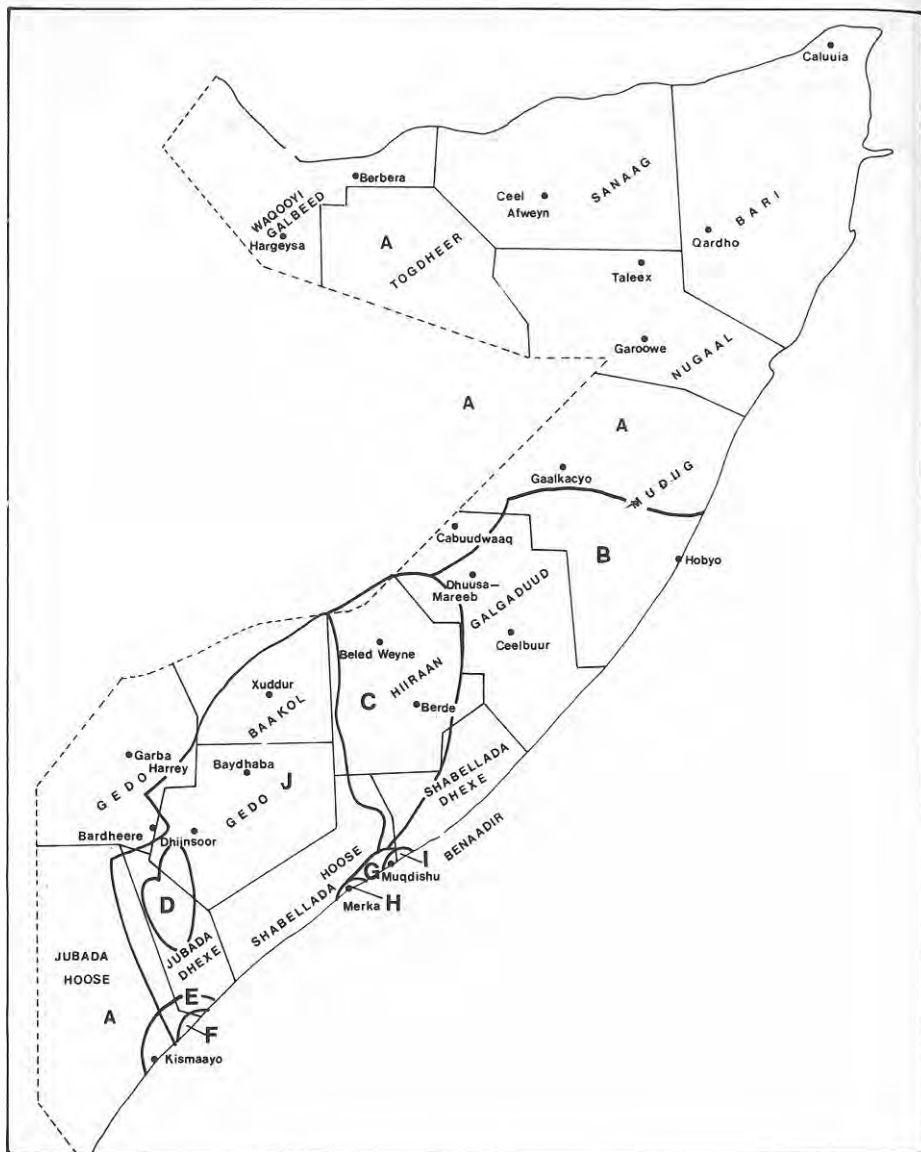 Caluuia
Berbera
WAQOOYI
GALBEED
Hargeysa
A
TOGDHEER
Ceel
Afweyn
SANAAG
BARI
Qardho
Taleex
Garoowe
NUGAAL
A
A
Gaalkacyo
MUDUG
Cabuudwaaq
B
Hobyo
Dhuusa–
Mareeb
GALGADUUD
Ceelbuur
Beled Weyne
HIIRAAN
C
Berde
Xuddur
BAAKOL
Garba
Harrey
GEDO
Baydhaba
J
GEDO
SHABELLADA
DHEXE
Bardheere
Dhiinsoor
BENAADIR
HOOSE
SHABELLADA
G
I
Muqdishu
Merka
H
D
JUBADA
DHEXE
JUBADA
HOOSE
A
E
F
Kismaayo